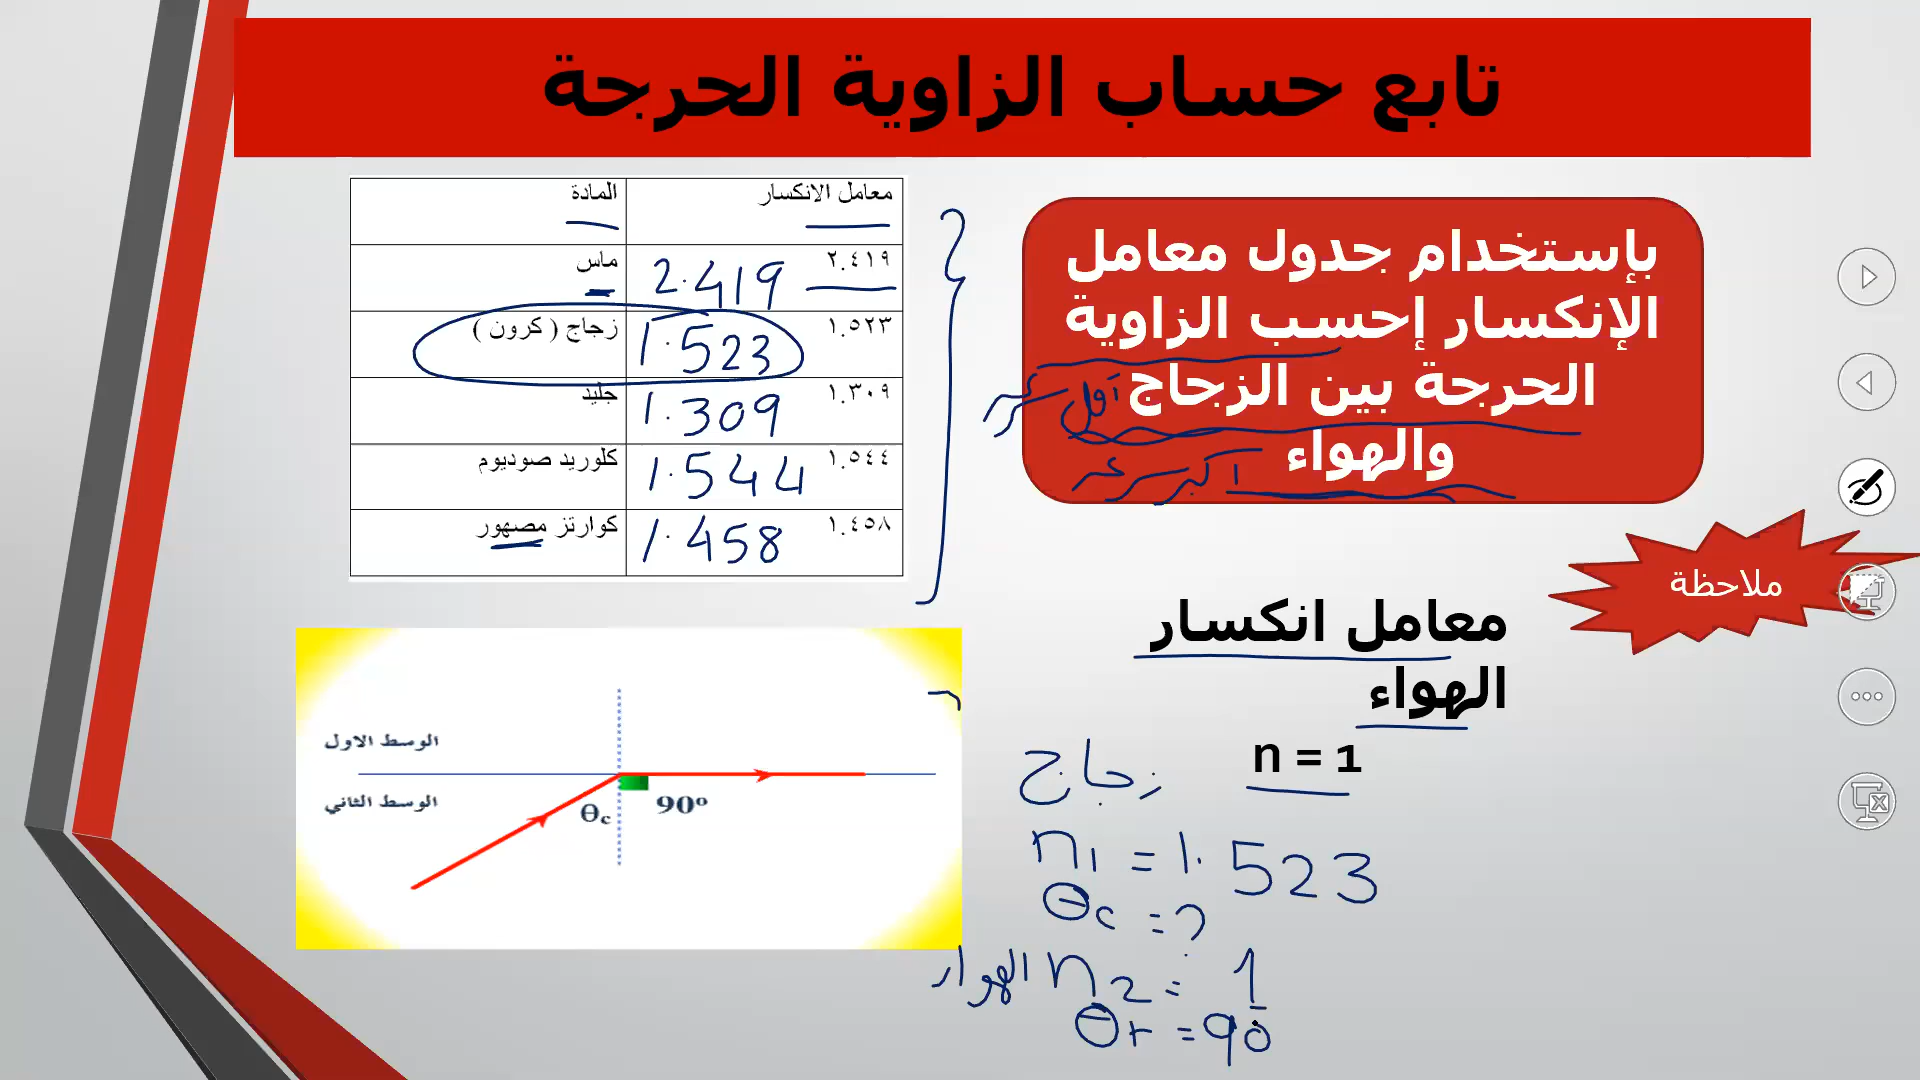 تابع حساب الزاوية الحرجة
بإستخدام جدول معامل
الإنكسار إحسب الزاوية
الحرجة بين الزجاج
والهواء
أقل
أكبر
المادة معامل الانكسار
ماس 2.419 ٢.٤١٩
زجاج ( كرون ) 1.523 ١.٥٢٣
جليد 1.309 ١.٣٠٩
كلوريد صوديوم 1.544 ١.٥٤٤
كوارتز مصهور 1.458 ١.٤٥٨
ملاحظة
معامل انكسار
الهواء
n = 1
زجاج
n1 = 1.523
θc = ?
الهواء n2 = 1
θr = 90
الوسط الاول
الوسط الثاني
θc 90º